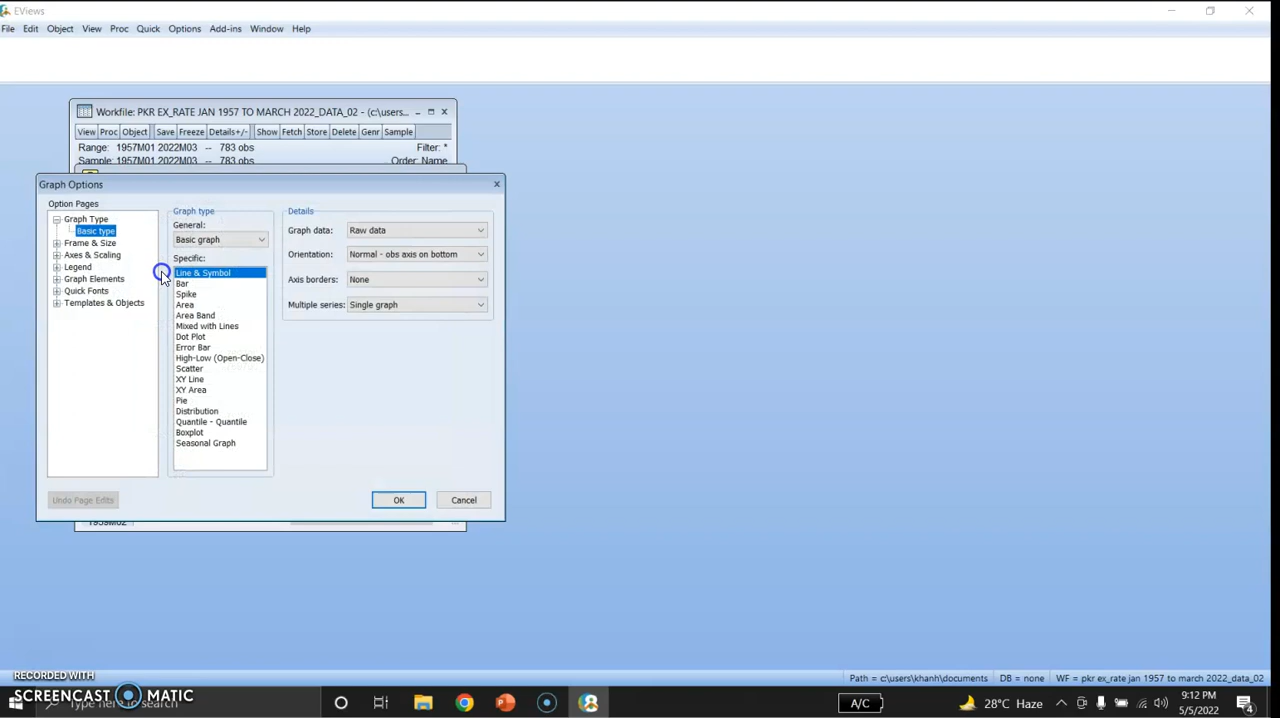 EViews
File Edit Object View Proc Quick Options Add-ins Window Help
Workfile: PKR EX_RATE JAN 1957 TO MARCH 2022_DATA_02 - (c:\users...
View Proc Object Save Freeze Details+/- Show Fetch Store Delete Genr Sample
Range: 1957M01 2022M03 -- 783 obs Filter: *
Sample: 1957M01 2022M03 -- 783 obs Order: Name
Graph Options
Option Pages
Graph Type
Basic type
Frame & Size
Axes & Scaling
Legend
Graph Elements
Quick Fonts
Templates & Objects
Graph type
General:
Basic graph
Specific:
Line & Symbol
Bar
Spike
Area
Area Band
Mixed with Lines
Dot Plot
Error Bar
High-Low (Open-Close)
Scatter
XY Line
XY Area
Pie
Distribution
Quantile - Quantile
Boxplot
Seasonal Graph
Details
Graph data: Raw data
Orientation: Normal - obs axis on bottom
Axis borders: None
Multiple series: Single graph
Undo Page Edits OK Cancel
1959M02
Path = c:\users\khanh\documents DB = none WF = pkr ex_rate jan 1957 to march 2022_data_02
RECORDED WITH
SCREENCAST MATIC
Type here to search
A/C
28°C Haze
9:12 PM
5/5/2022
4